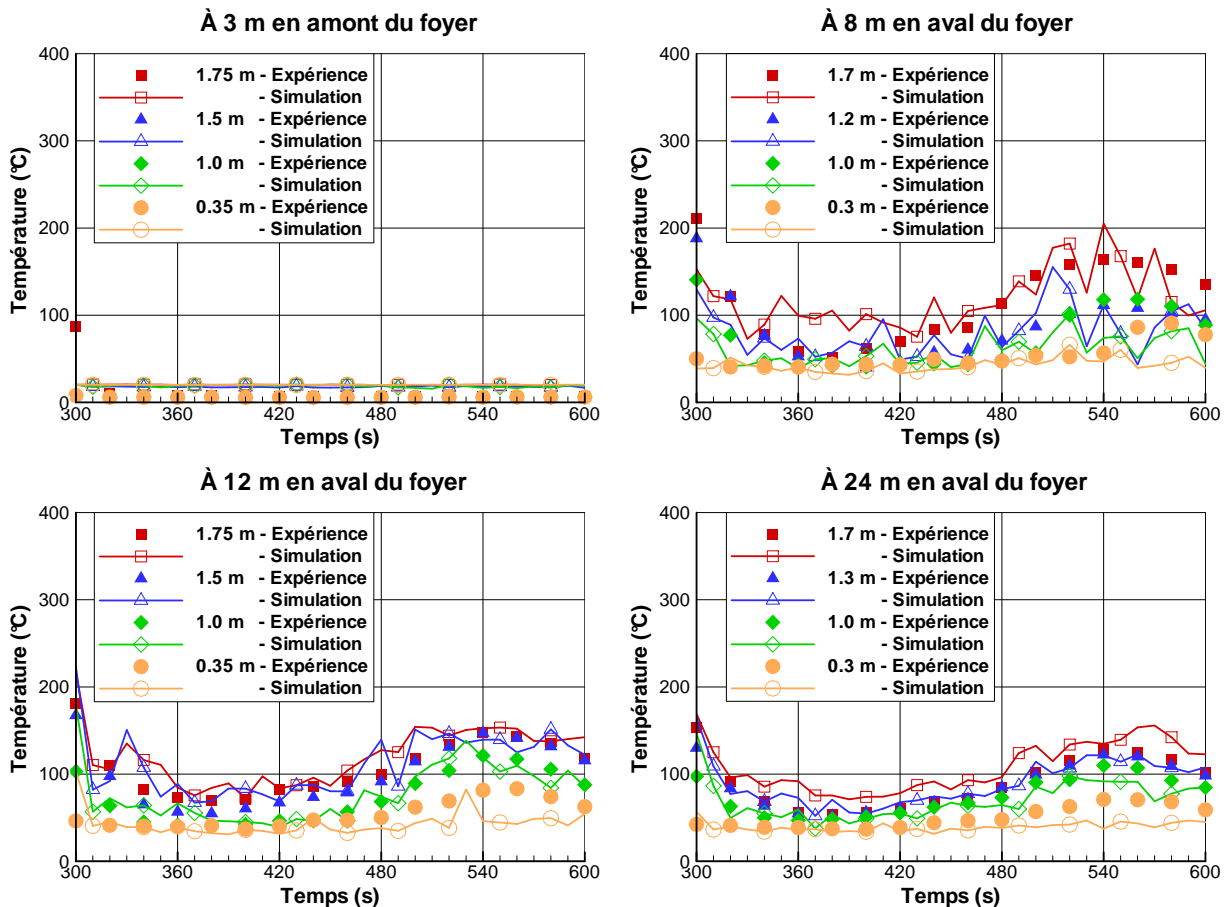 À 3 m en amont du foyer
Température (°C)
400
300
200
100
0
1.75 m - Expérience
- Simulation
1.5 m - Expérience
- Simulation
1.0 m - Expérience
- Simulation
0.35 m - Expérience
- Simulation
300 360 420 480 540 600
Temps (s)
À 8 m en aval du foyer
Température (°C)
400
300
200
100
0
1.7 m - Expérience
- Simulation
1.2 m - Expérience
- Simulation
1.0 m - Expérience
- Simulation
0.3 m - Expérience
- Simulation
300 360 420 480 540 600
Temps (s)
À 12 m en aval du foyer
Température (°C)
400
300
200
100
0
1.75 m - Expérience
- Simulation
1.5 m - Expérience
- Simulation
1.0 m - Expérience
- Simulation
0.35 m - Expérience
- Simulation
300 360 420 480 540 600
Temps (s)
À 24 m en aval du foyer
Température (°C)
400
300
200
100
0
1.7 m - Expérience
- Simulation
1.3 m - Expérience
- Simulation
1.0 m - Expérience
- Simulation
0.3 m - Expérience
- Simulation
300 360 420 480 540 600
Temps (s)